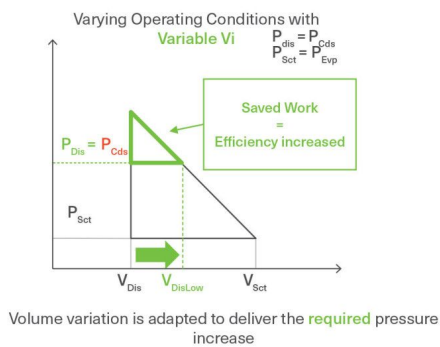 Varying Operating Conditions with
Variable Vi
Pdis = PCds
PSct = PEvp
Saved Work
=
Efficiency increased
PDis = PCds
PSct
VDis
VDisLow
VSct
Volume variation is adapted to deliver the required pressure
increase